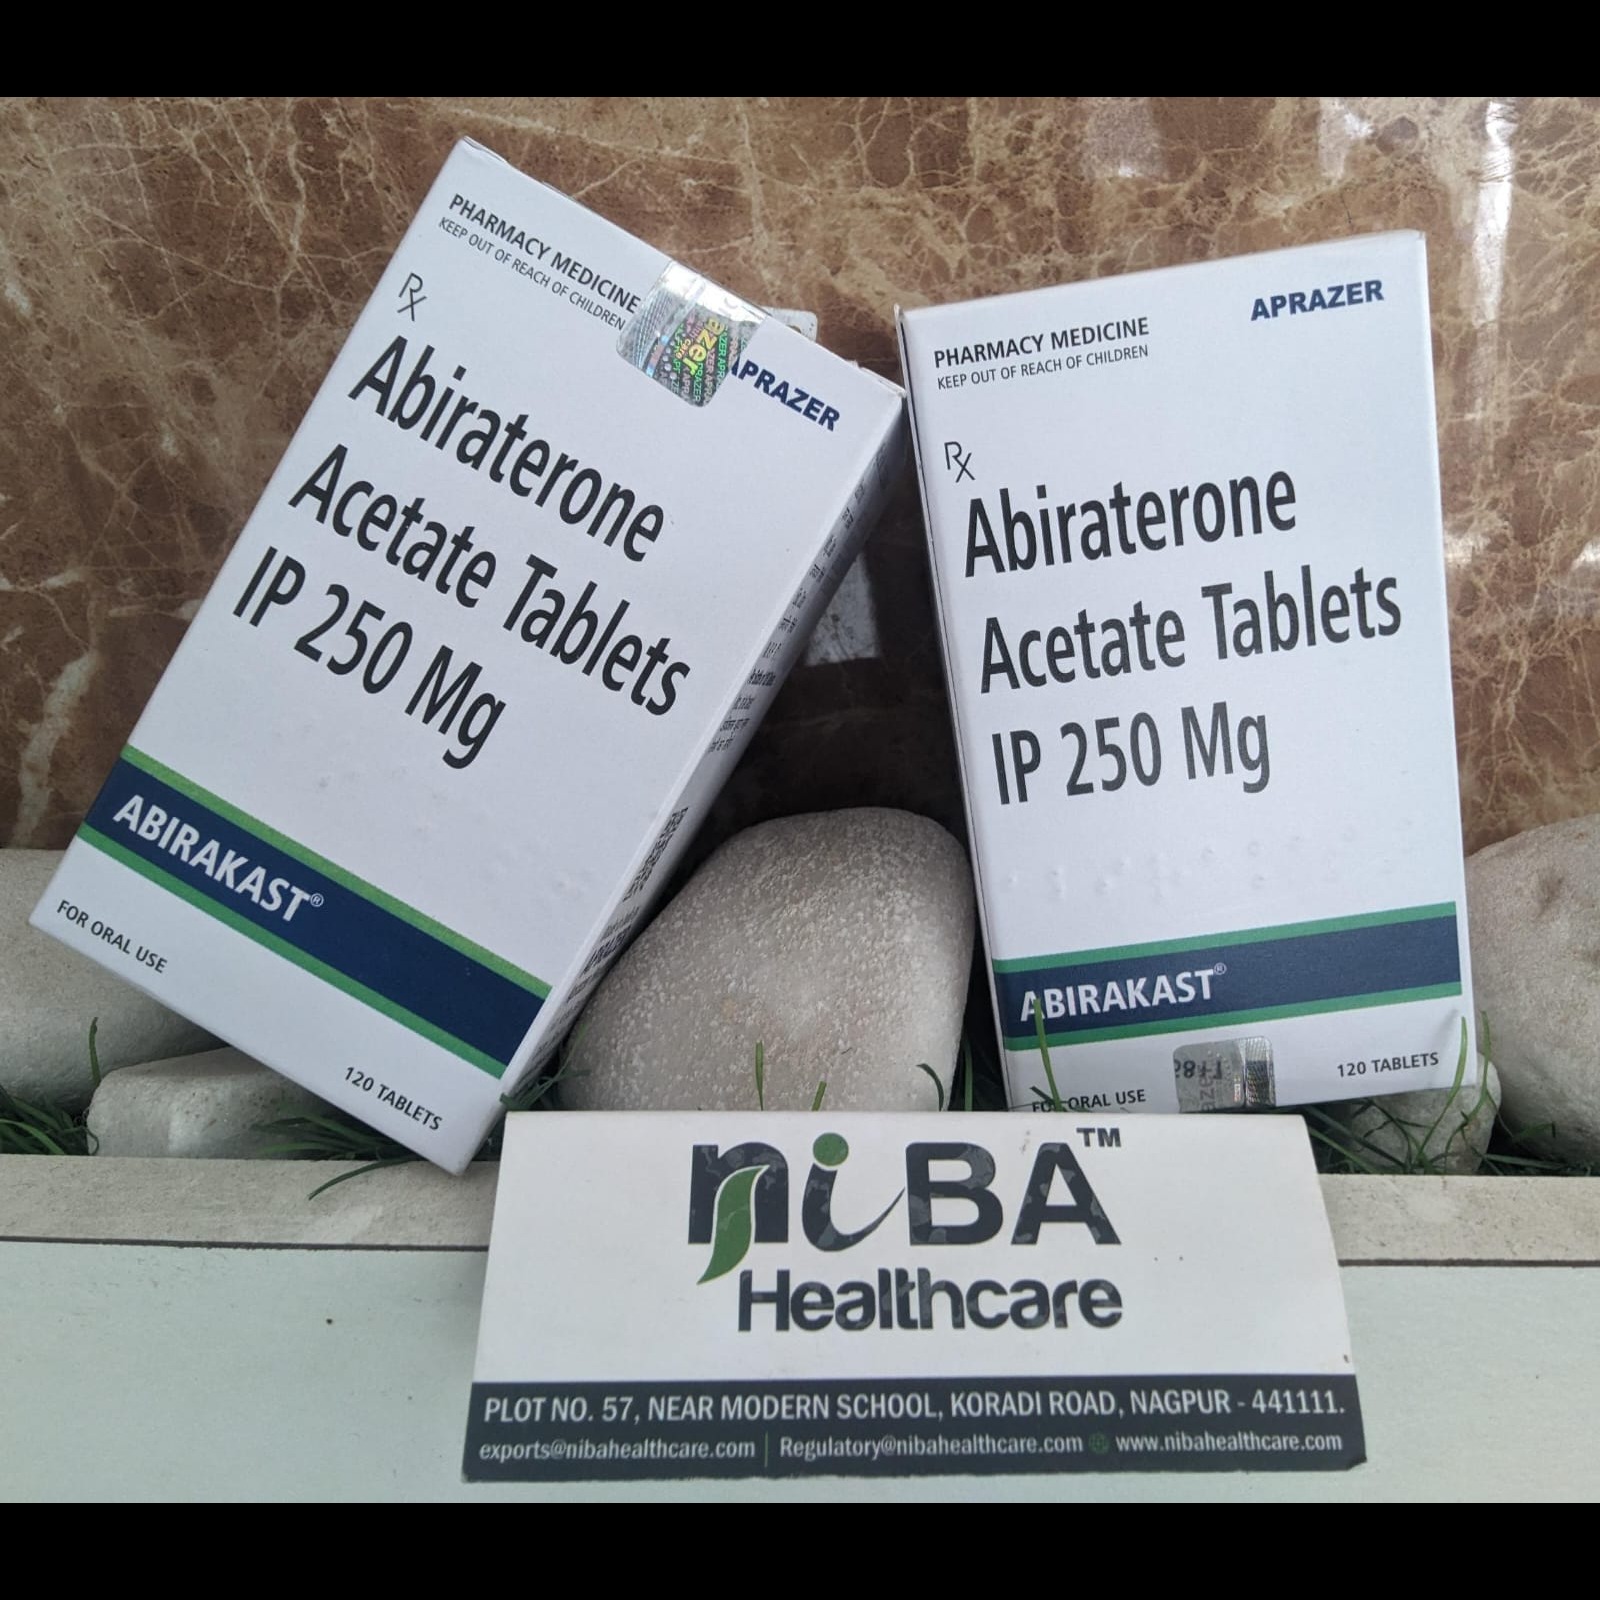 PHARMACY MEDICINE
KEEP OUT OF REACH OF CHILDREN
APRAZER
Rx
Abiraterone
Acetate Tablets
IP 250 Mg
ABIRAKAST®
FOR ORAL USE
120 TABLETS
PHARMACY MEDICINE
KEEP OUT OF REACH OF CHILDREN
APRAZER
Rx
Abiraterone
Acetate Tablets
IP 250 Mg
ABIRAKAST®
FOR ORAL USE
120 TABLETS
niBA™
Healthcare
PLOT NO. 57, NEAR MODERN SCHOOL, KORADI ROAD, NAGPUR - 441111.
exports@nibahealthcare.com | Regulatory@nibahealthcare.com www.nibahealthcare.com